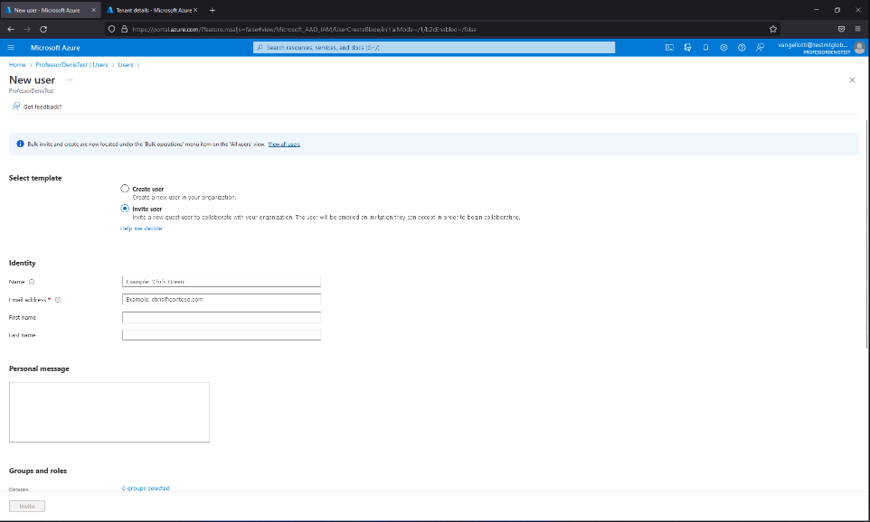 New user - Microsoft Azure
Tenant details - Microsoft Azure
https://portal.azure.com/?feature.msaljs=false#view/Microsoft_AAD_IAM/UserCreateBlade/initialMode~/1/b2cEnabled~/false
Microsoft Azure
Search resources, services, and docs (G+/)
vangeliotti@testmtglob...
PROFESSORDENISTEST
Home > ProfessorDenisTest | Users > Users >
New user ...
ProfessorDenisTest
Got feedback?
Bulk invite and create are now located under the 'Bulk operations' menu item on the 'All users' view. View all users
Select template
Create user
Create a new user in your organization.
Invite user
Invite a new guest user to collaborate with your organization. The user will be emailed an invitation they can accept in order to begin collaborating.
Help me decide
Identity
Name
Example: 'Chris Green'
Email address *
Example: chris@contoso.com
First name
Last name
Personal message
Groups and roles
Groups
0 groups selected
Invite